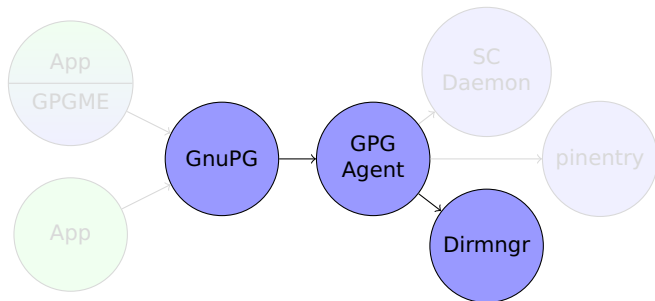 App
GPGME
App
GnuPG
GPG
Agent
SC
Daemon
pinentry
Dirmngr